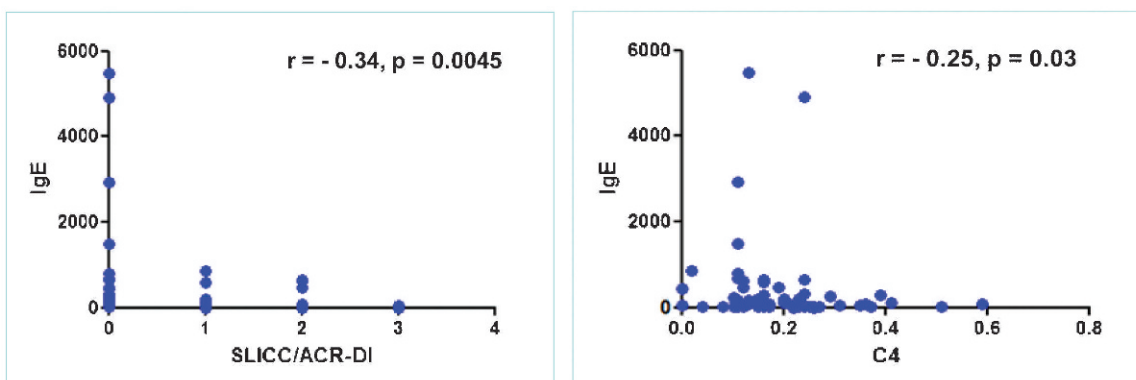 r = - 0.34, p = 0.0045
6000
4000
2000
0
IgE
0 1 2 3 4
SLICC/ACR-DI
r = - 0.25, p = 0.03
6000
4000
2000
0
IgE
0.0 0.2 0.4 0.6 0.8
C4